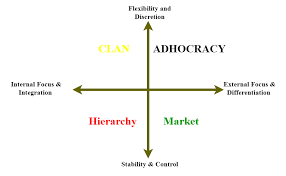 Flexibility and
Discretion
CLAN ADHOCRACY
Internal Focus &
Integration
External Focus &
Differentiation
Hierarchy Market
Stability & Control